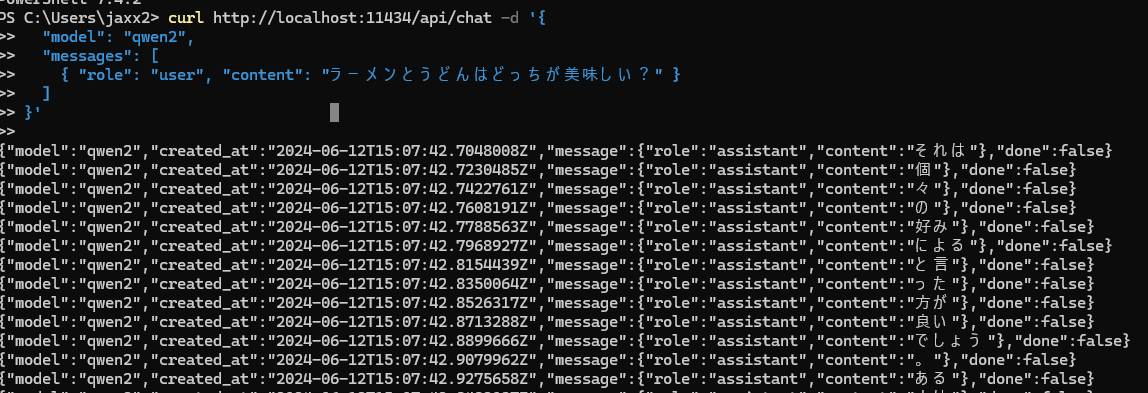 PowerShell 7.4.2
PS C:\Users\jaxx2> curl http://localhost:11434/api/chat -d '{
>>   "model": "qwen2",
>>   "messages": [
>>     { "role": "user", "content": "ラーメンとうどんはどっちが美味しい？" }
>>   ]
>> }'
>>
{"model":"qwen2","created_at":"2024-06-12T15:07:42.7048008Z","message":{"role":"assistant","content":"それは"},"done":false}
{"model":"qwen2","created_at":"2024-06-12T15:07:42.7230485Z","message":{"role":"assistant","content":"個"},"done":false}
{"model":"qwen2","created_at":"2024-06-12T15:07:42.7422761Z","message":{"role":"assistant","content":"々"},"done":false}
{"model":"qwen2","created_at":"2024-06-12T15:07:42.7608191Z","message":{"role":"assistant","content":"の"},"done":false}
{"model":"qwen2","created_at":"2024-06-12T15:07:42.7788563Z","message":{"role":"assistant","content":"好み"},"done":false}
{"model":"qwen2","created_at":"2024-06-12T15:07:42.7968927Z","message":{"role":"assistant","content":"による"},"done":false}
{"model":"qwen2","created_at":"2024-06-12T15:07:42.8154439Z","message":{"role":"assistant","content":"と言"},"done":false}
{"model":"qwen2","created_at":"2024-06-12T15:07:42.8350064Z","message":{"role":"assistant","content":"った"},"done":false}
{"model":"qwen2","created_at":"2024-06-12T15:07:42.8526317Z","message":{"role":"assistant","content":"方が"},"done":false}
{"model":"qwen2","created_at":"2024-06-12T15:07:42.8713288Z","message":{"role":"assistant","content":"良い"},"done":false}
{"model":"qwen2","created_at":"2024-06-12T15:07:42.8899666Z","message":{"role":"assistant","content":"でしょう"},"done":false}
{"model":"qwen2","created_at":"2024-06-12T15:07:42.9079962Z","message":{"role":"assistant","content":"。"},"done":false}
{"model":"qwen2","created_at":"2024-06-12T15:07:42.9275658Z","message":{"role":"assistant","content":"ある"},"done":false}